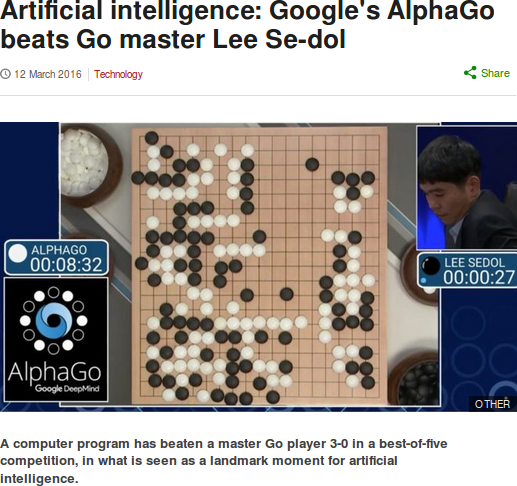 Artificial intelligence: Google's AlphaGo
beats Go master Lee Se-dol
12 March 2016 Technology
Share
ALPHAGO
00:08:32
LEE SEDOL
00:00:27
AlphaGo
Google DeepMind
OTHER
A computer program has beaten a master Go player 3-0 in a best-of-five
competition, in what is seen as a landmark moment for artificial
intelligence.